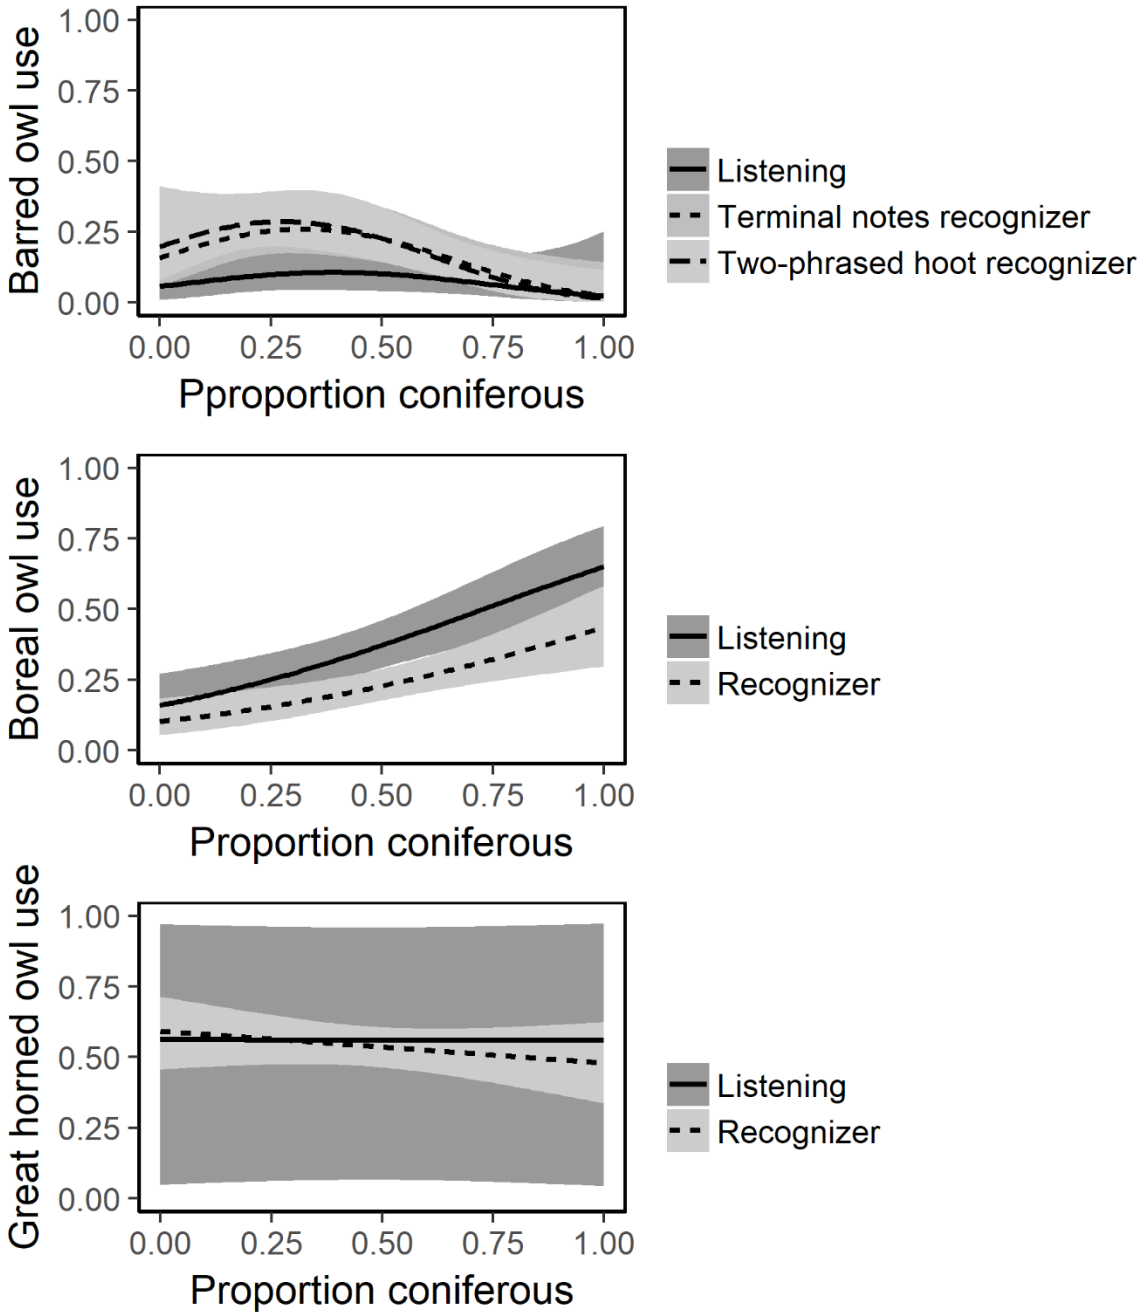 Barred owl use
1.00
0.75
0.50
0.25
0.00
0.00 0.25 0.50 0.75 1.00
Pproportion coniferous
Listening
Terminal notes recognizer
Two-phrased hoot recognizer
Boreal owl use
1.00
0.75
0.50
0.25
0.00
0.00 0.25 0.50 0.75 1.00
Proportion coniferous
Listening
Recognizer
Great horned owl use
1.00
0.75
0.50
0.25
0.00
0.00 0.25 0.50 0.75 1.00
Proportion coniferous
Listening
Recognizer